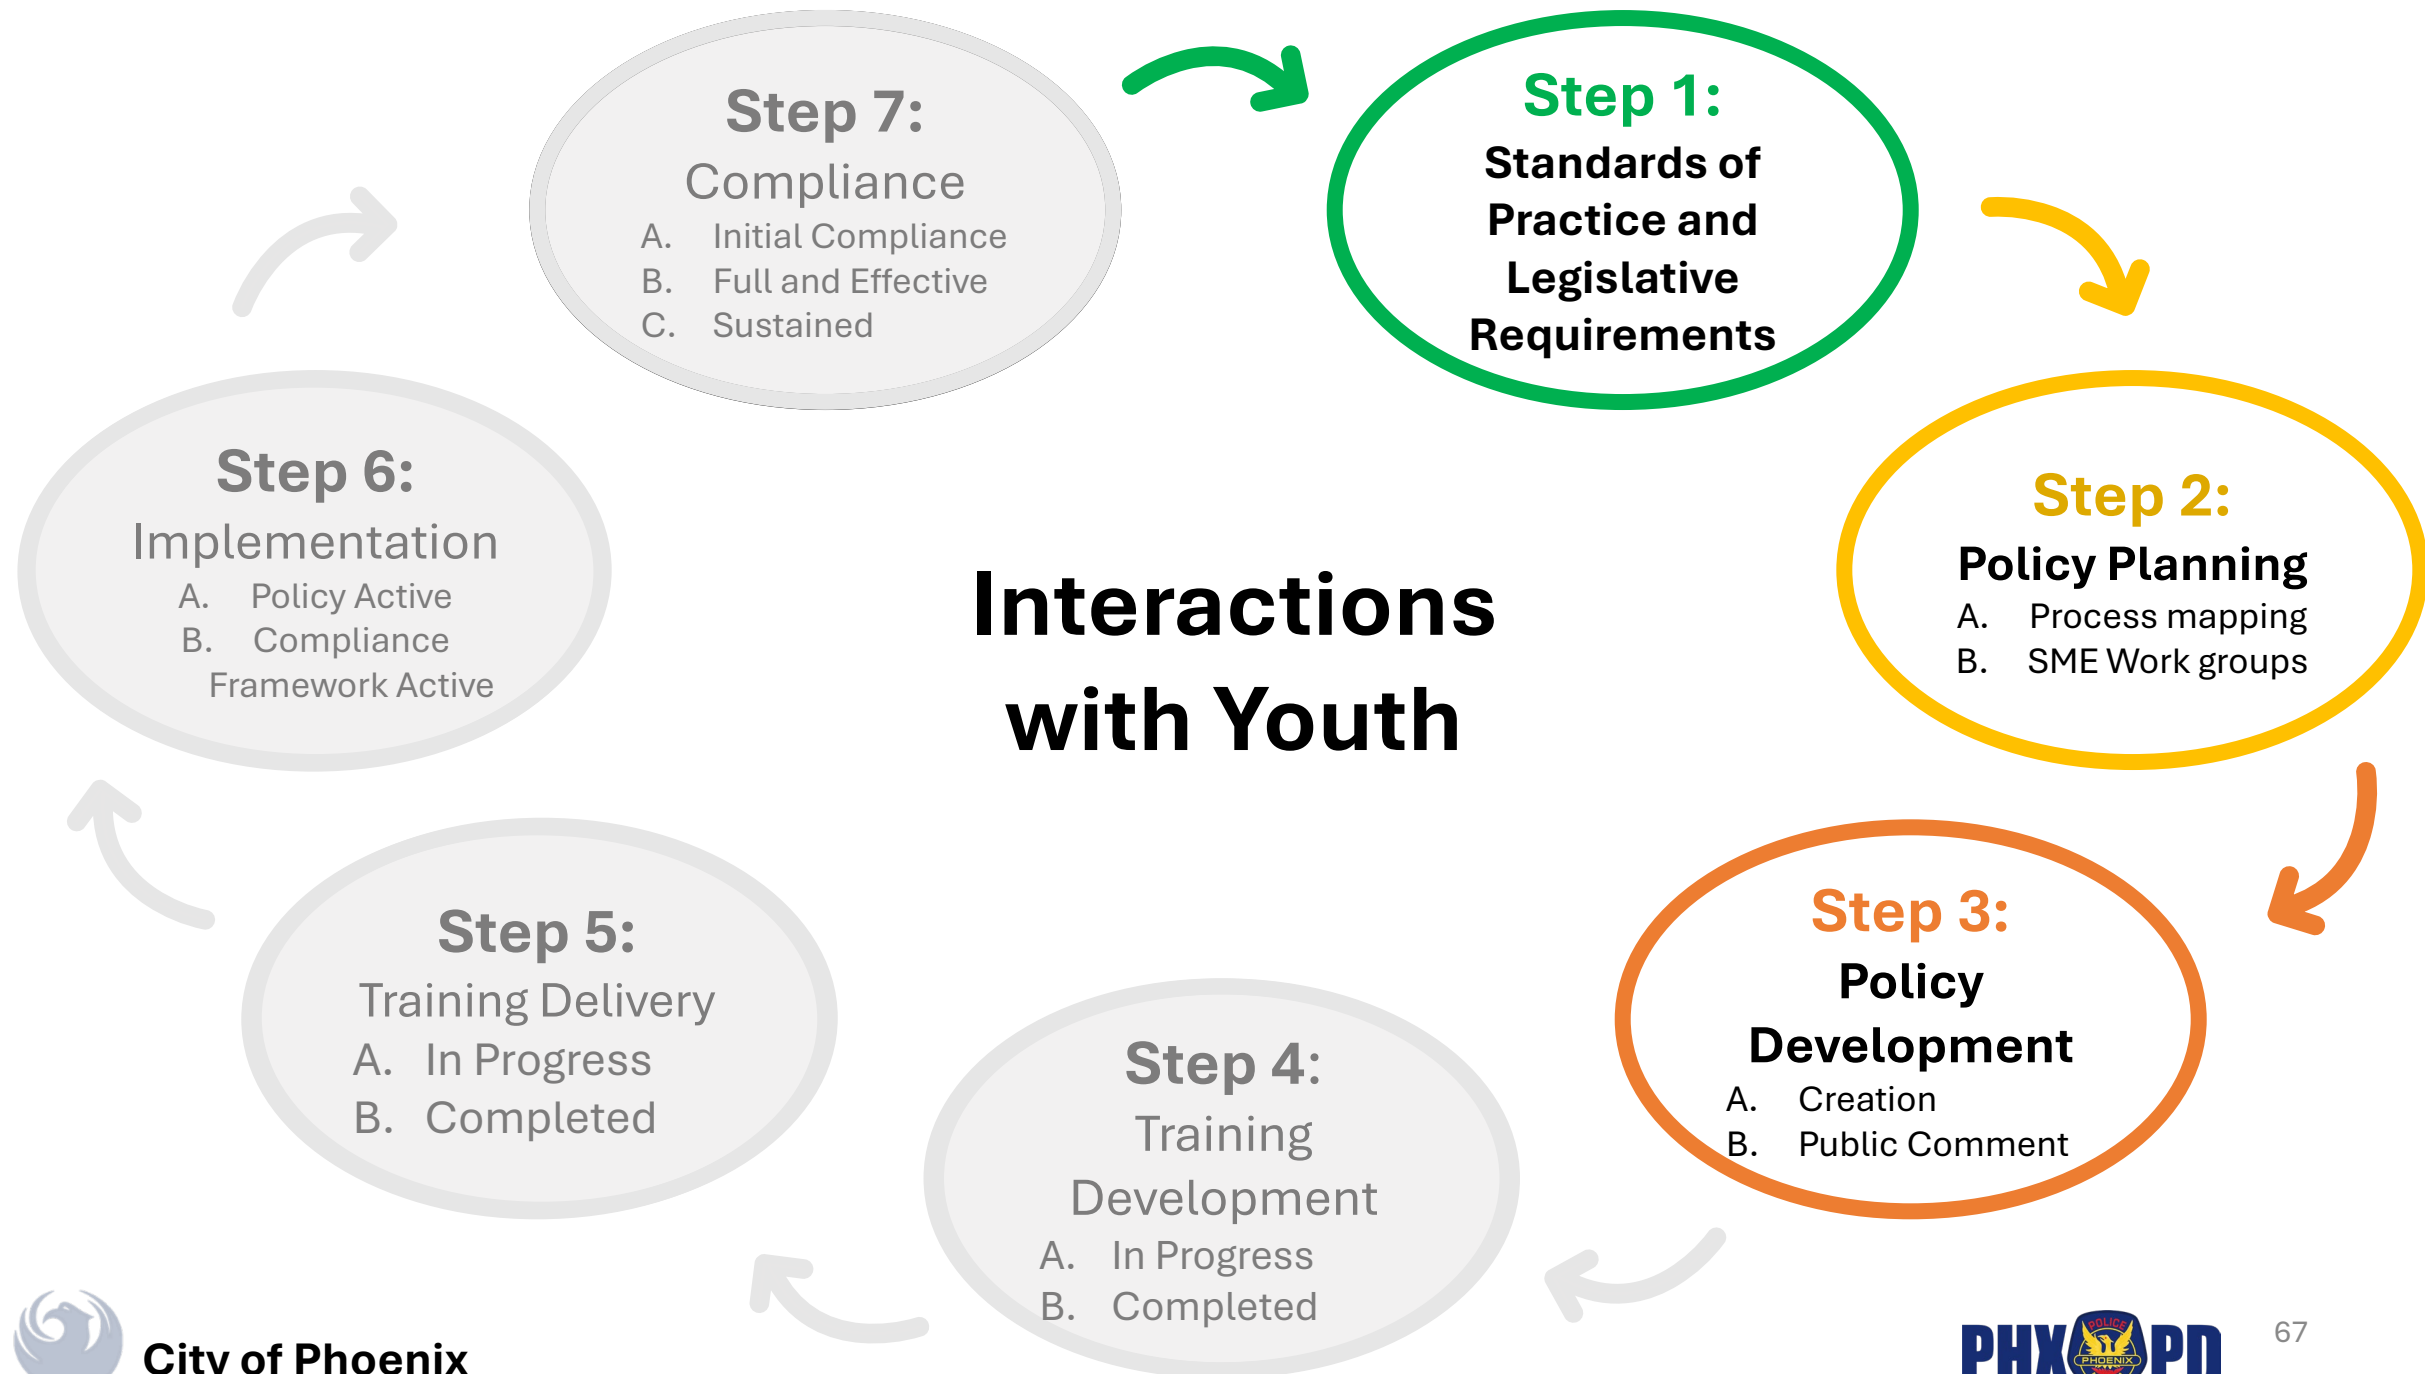 Step 1:
Standards of
Practice and
Legislative
Requirements
Step 2:
Policy Planning
A. Process mapping
B. SME Work groups
Step 3:
Policy
Development
A. Creation
B. Public Comment
Step 4:
Training
Development
A. In Progress
B. Completed
Step 5:
Training Delivery
A. In Progress
B. Completed
Step 6:
Implementation
A. Policy Active
B. Compliance
Framework Active
Step 7:
Compliance
A. Initial Compliance
B. Full and Effective
C. Sustained
Interactions
with Youth
City of Phoenix
PHX PD
POLICE
PHOENIX
67